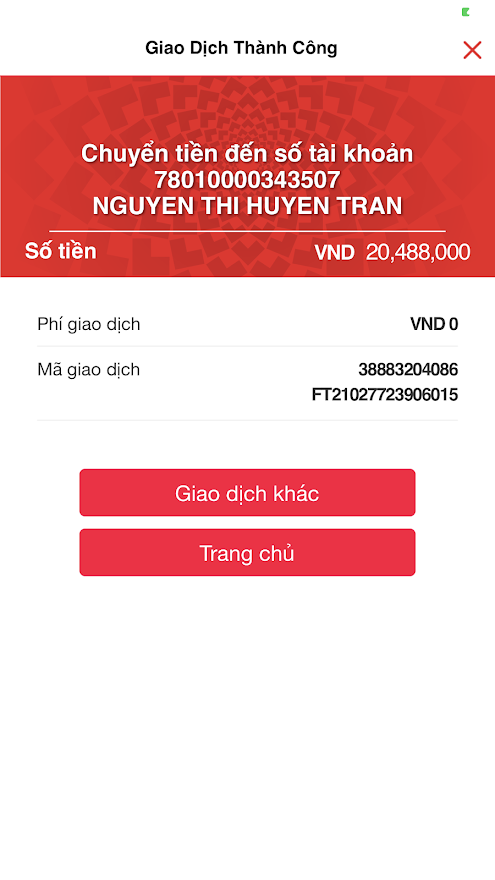 Giao Dịch Thành Công
Chuyển tiền đến số tài khoản
78010000343507
NGUYEN THI HUYEN TRAN
Số tiền VND 20,488,000
Phí giao dịch VND 0
Mã giao dịch 38883204086
FT21027723906015
Giao dịch khác
Trang chủ